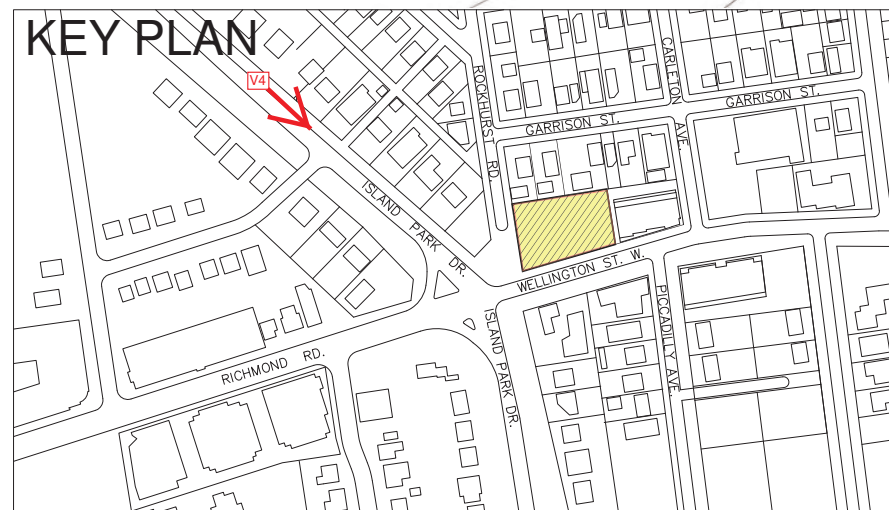 KEY PLAN
V4
ROCKHURST RD.
CARLETON AVE.
GARRISON ST.
GARRISON ST.
ISLAND PARK DR.
WELLINGTON ST. W.
ISLAND PARK DR.
PICCADILLY AVE.
RICHMOND RD.